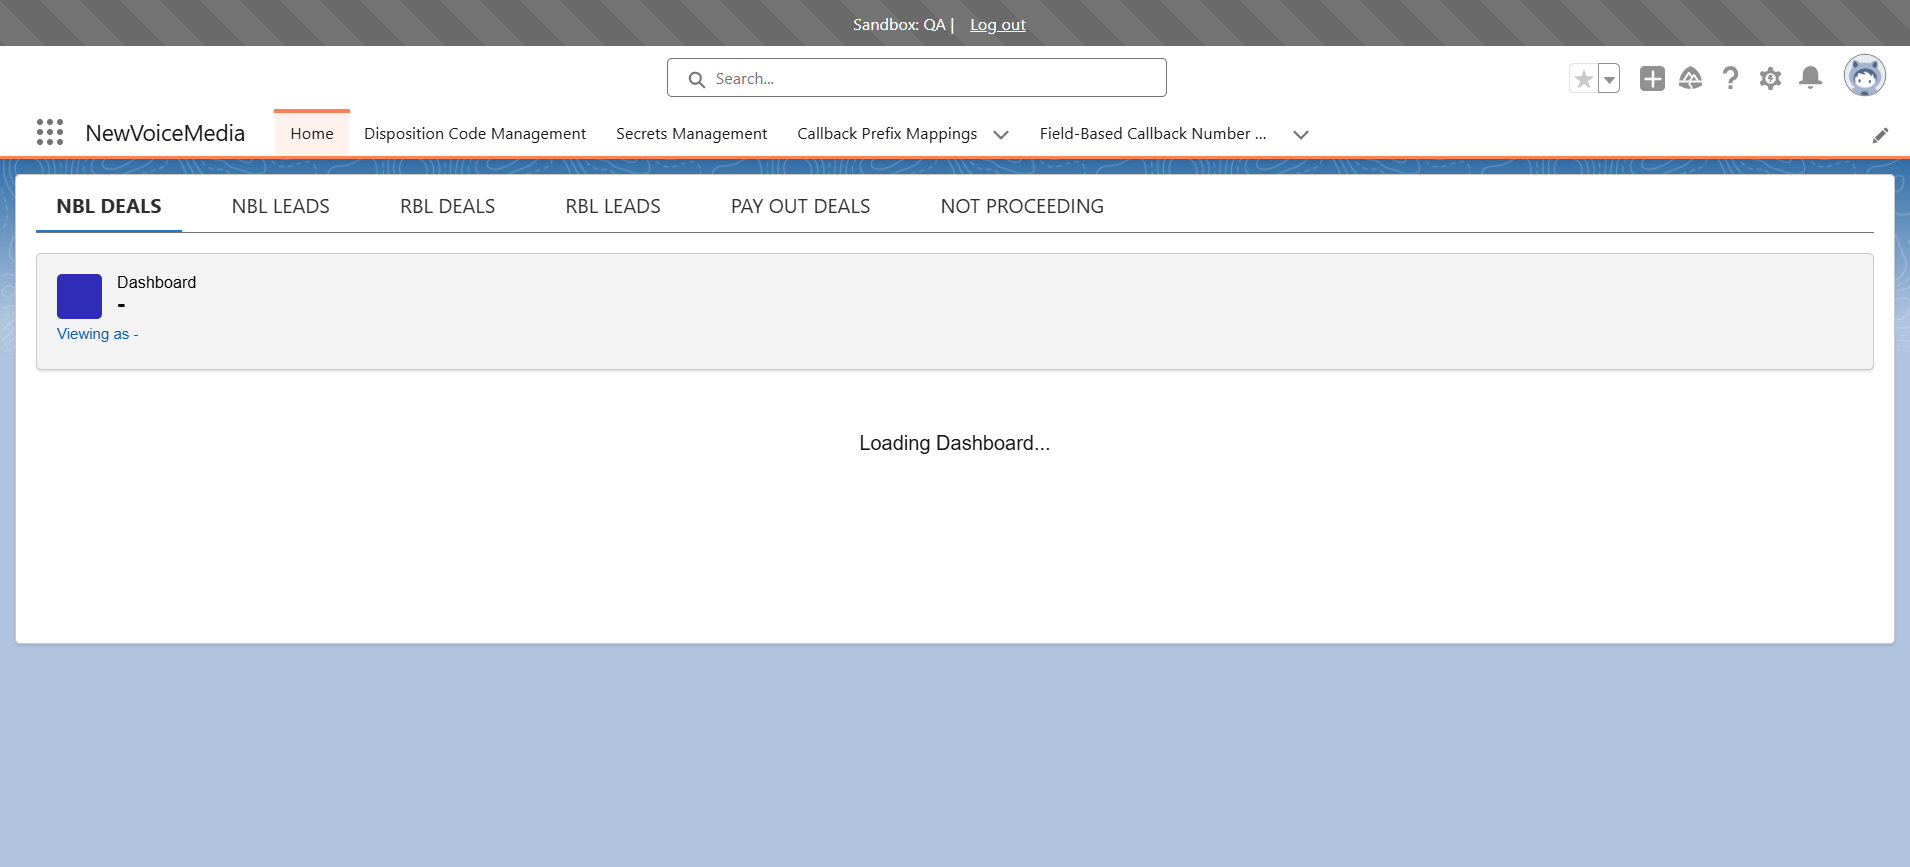 Sandbox: QA | Log out
Search...
NewVoiceMedia
Home
Disposition Code Management
Secrets Management
Callback Prefix Mappings
Field-Based Callback Number ...
NBL DEALS
NBL LEADS
RBL DEALS
RBL LEADS
PAY OUT DEALS
NOT PROCEEDING
Dashboard
-
Viewing as -
Loading Dashboard...